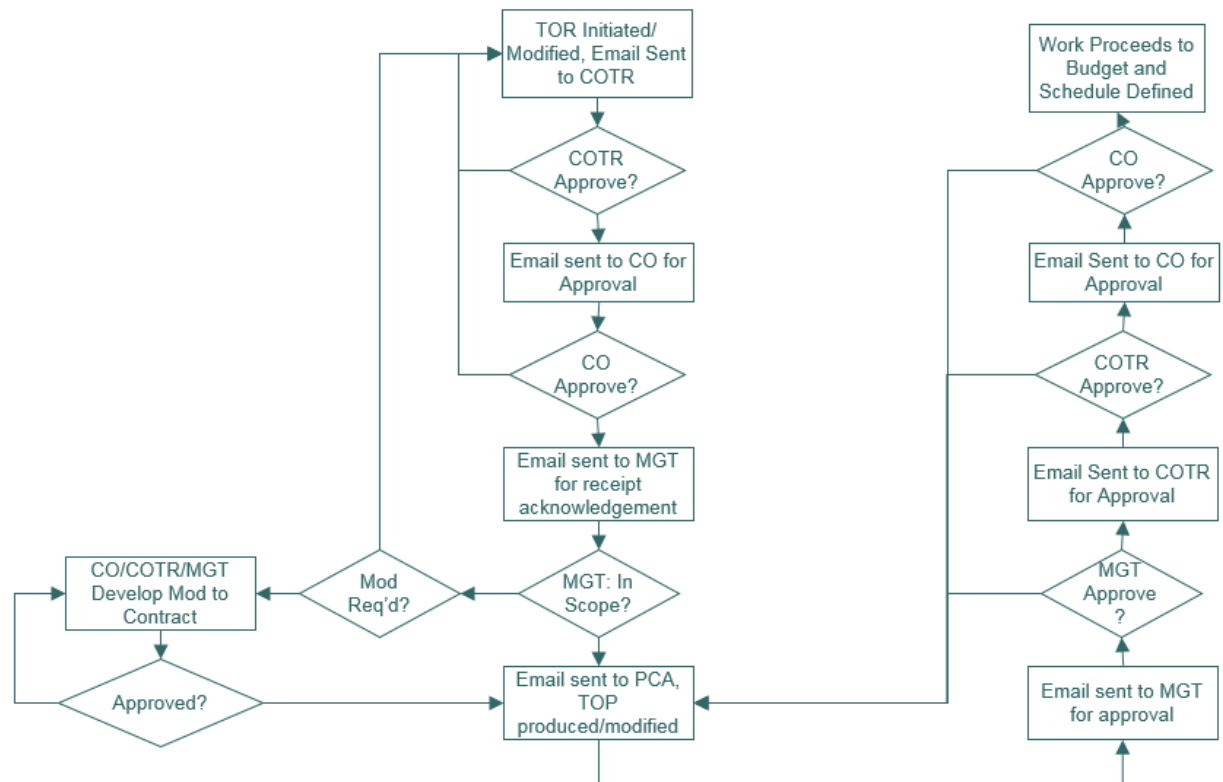 TOR Initiated/
Modified, Email Sent
to COTR
COTR
Approve?
Email sent to CO for
Approval
CO
Approve?
Email sent to MGT
for receipt
acknowledgement
MGT: In
Scope?
Mod
Req'd?
CO/COTR/MGT
Develop Mod to
Contract
Approved?
Email sent to PCA,
TOP
produced/modified
Email sent to MGT
for approval
MGT
Approve
?
Email Sent to COTR
for Approval
COTR
Approve?
Email Sent to CO for
Approval
CO
Approve?
Work Proceeds to
Budget and
Schedule Defined